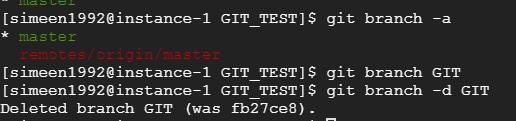 * master
[simeen1992@instance-1 GIT_TEST]$ git branch -a
* master
remotes/origin/master
[simeen1992@instance-1 GIT_TEST]$ git branch GIT
[simeen1992@instance-1 GIT_TEST]$ git branch -d GIT
Deleted branch GIT (was fb27ce8).